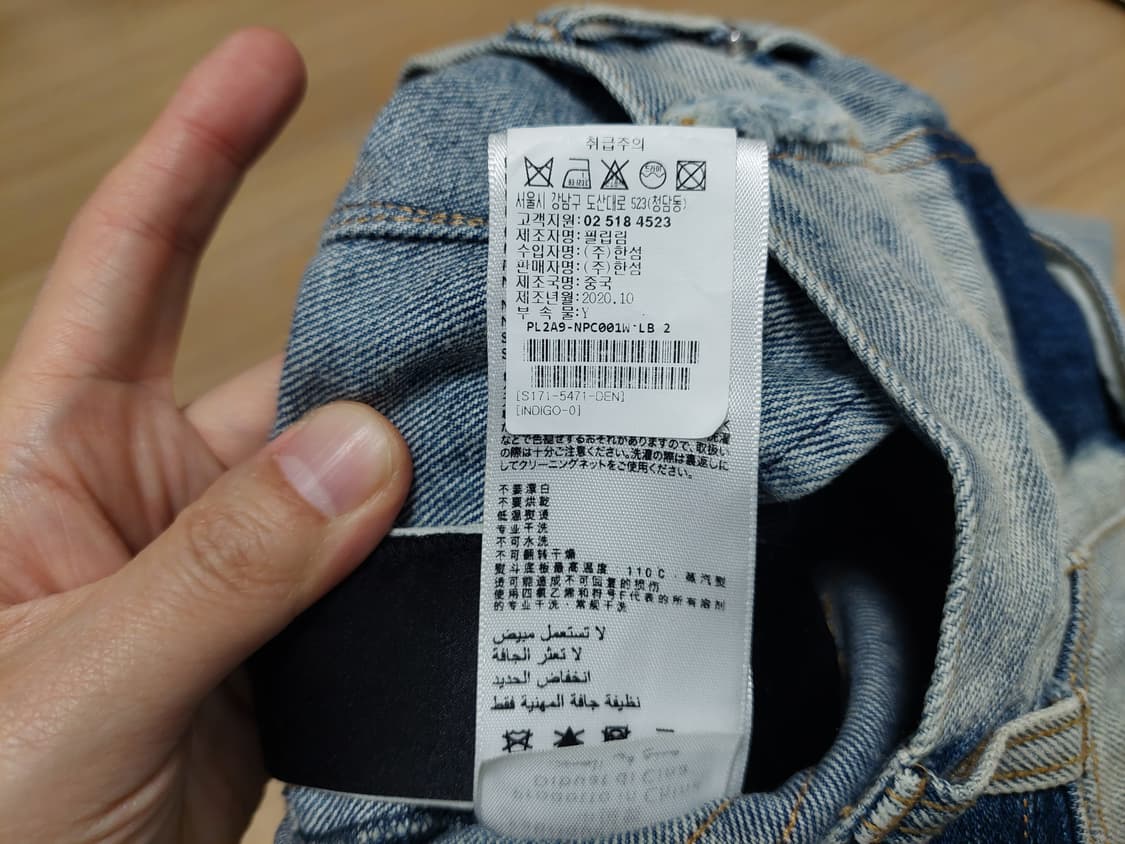 취급주의
드라이
서울시 강남구 도산대로 523(청담동)
고객지원:02 518 4523
제조자명:필립림
수입자명:(주)한섬
판매자명:(주)한섬
제조국명:중국
제조년월:2020.10
부 속 물:Y
PL2A9-NPC001W-LB 2
[S171-5471-DEN]
[INDIGO-0]
などで色褪せするおそれがありますので、取扱い
の際は十分ご注意ください。洗濯の際は裏返しに
してクリーニングネットをご使用ください。
不要漂白
不要烘乾
低温熨烫
专业干洗
不可水洗
不可翻转干燥
熨斗底板最高温度 110C . 蒸汽熨
烫可能造成不可回复的损伤
使用四氯乙烯和符号F代表的所有溶剂
的专业干洗 . 常规干洗
لا تستعمل مبيض
لا تعثر الجافة
انخفاض الحديد
نظيفة جافة المهنية فقط